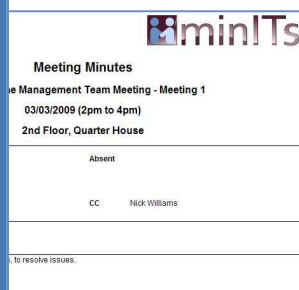 minITs
Meeting Minutes
e Management Team Meeting - Meeting 1
03/03/2009 (2pm to 4pm)
2nd Floor, Quarter House
Absent
CC Nick Williams
to resolve issues.